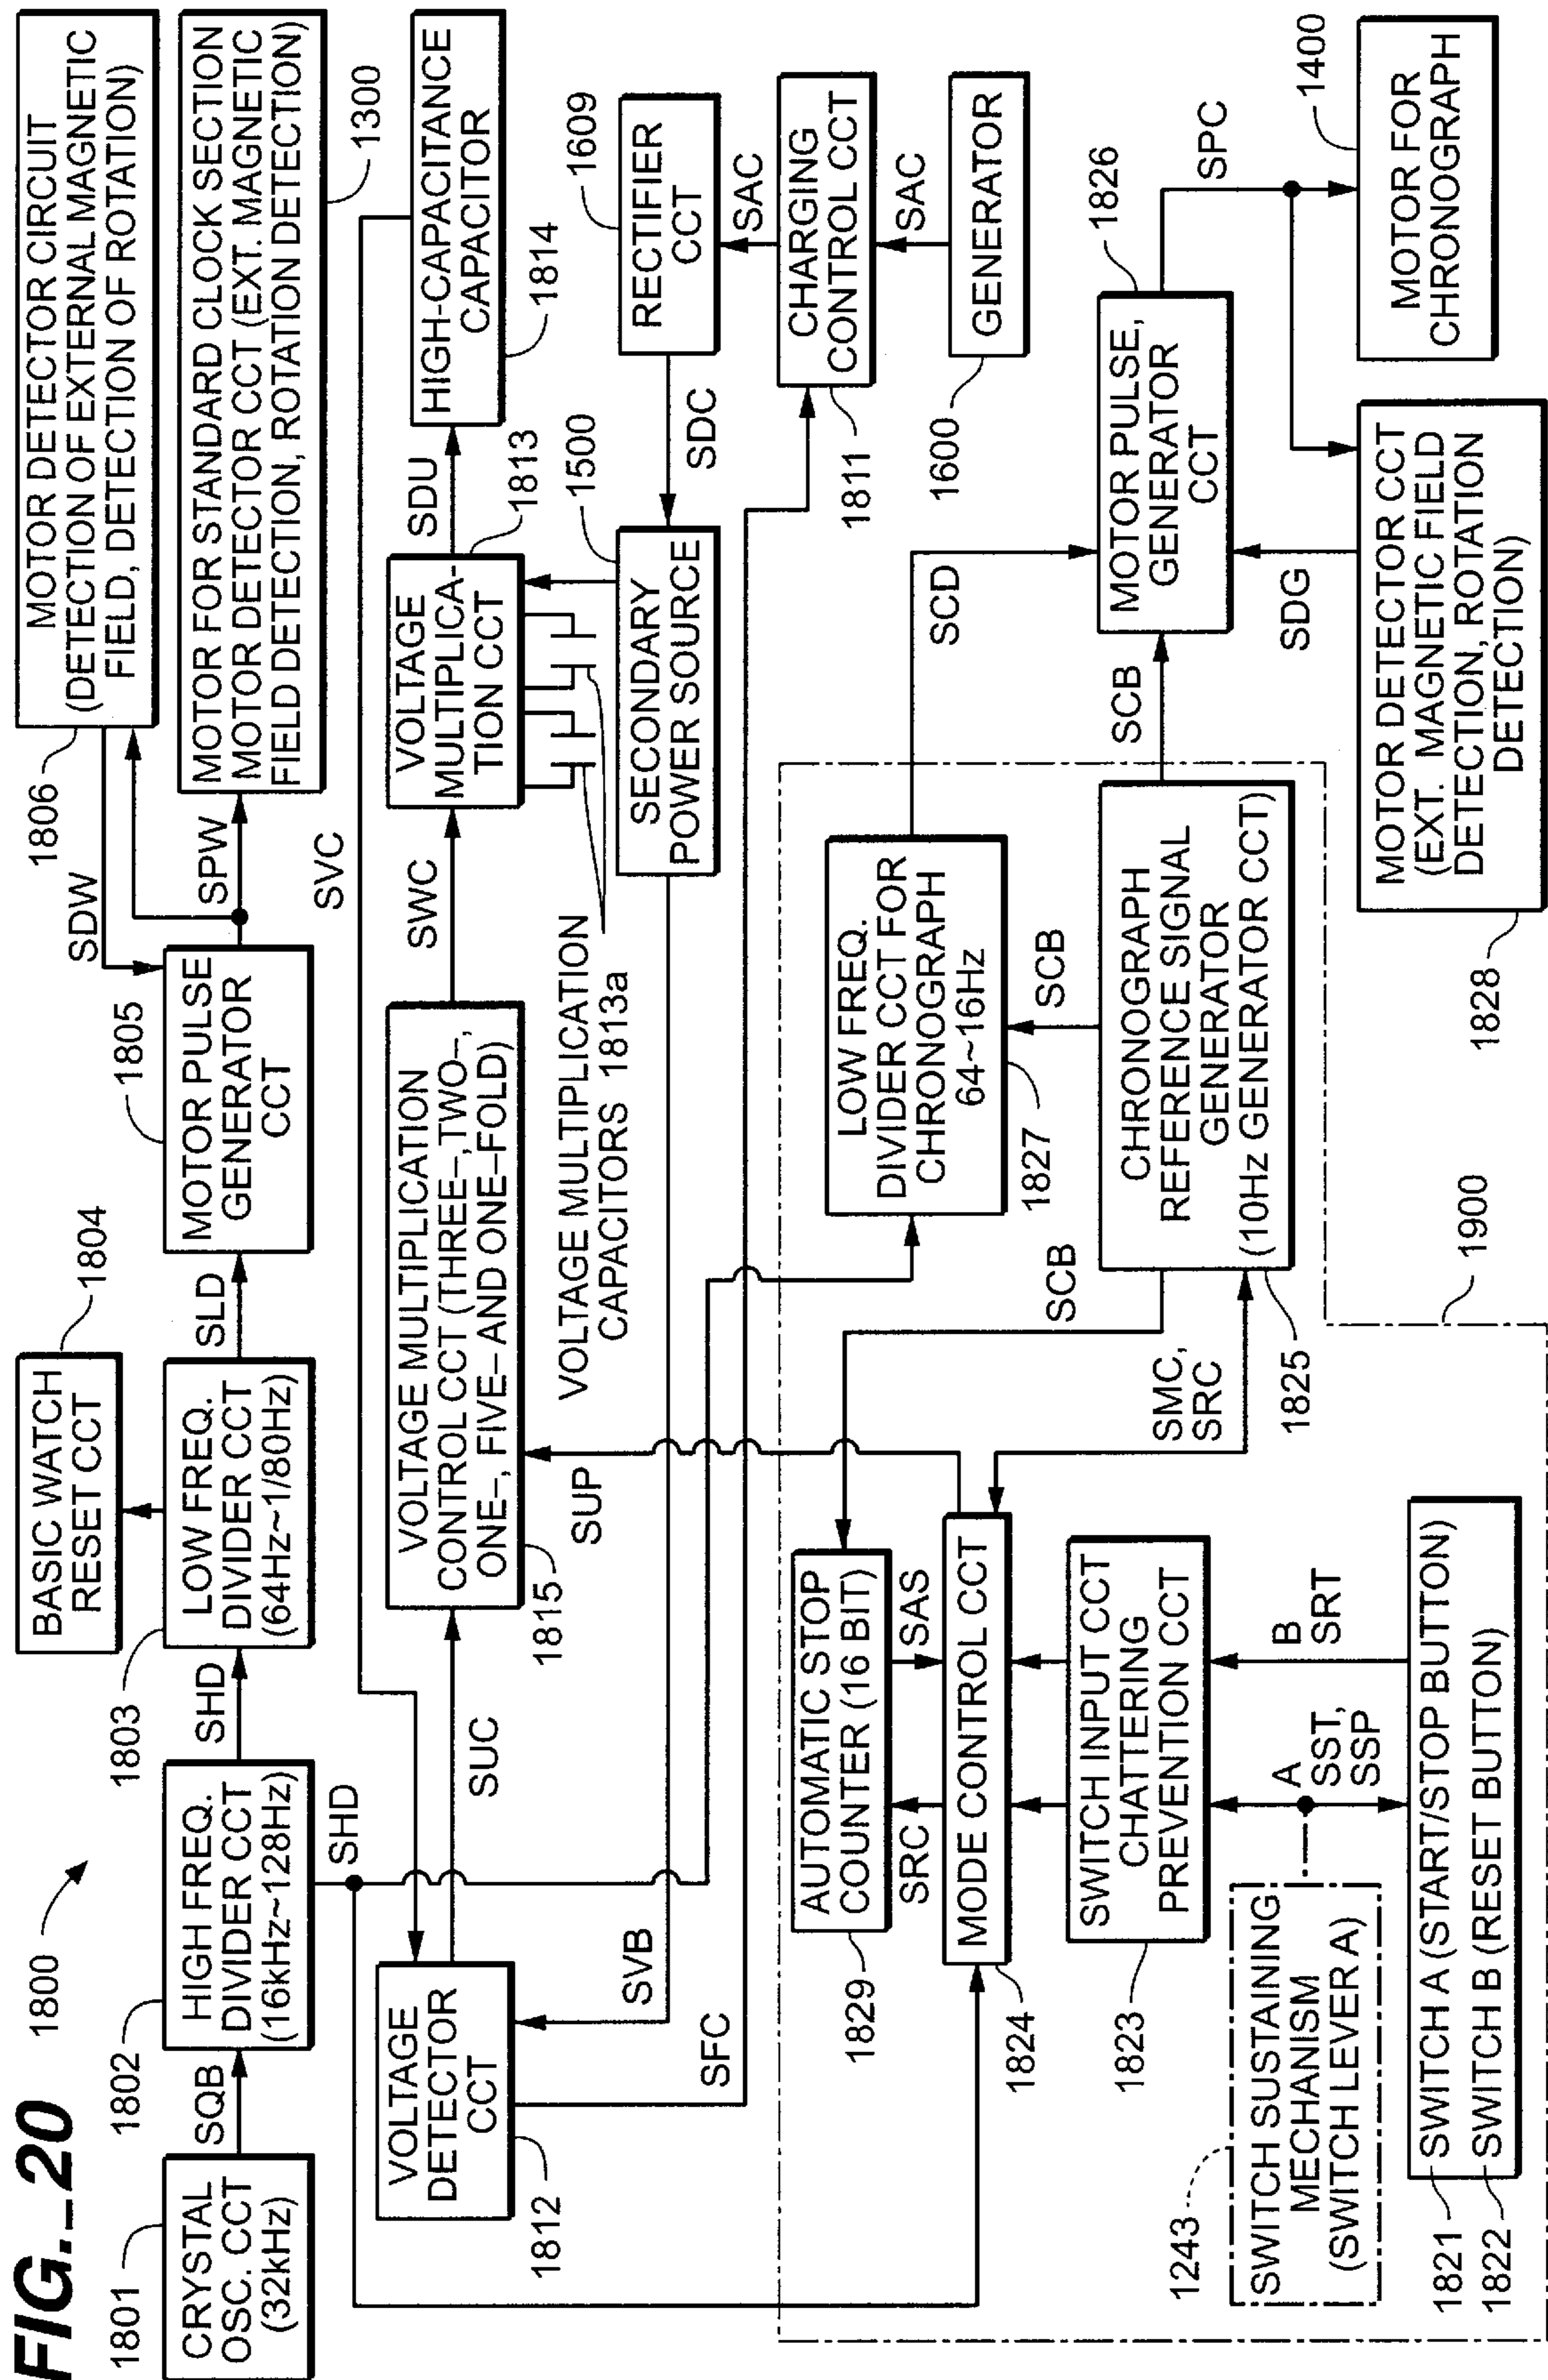 FIG._20
1800
1801
CRYSTAL
OSC. CCT
(32kHz)
SQB
1802
HIGH FREQ.
DIVIDER CCT
(16kHz~128Hz)
SHD
SHD
1803
LOW FREQ.
DIVIDER CCT
(64Hz~1/80Hz)
BASIC WATCH
RESET CCT
1804
SLD
1805
MOTOR PULSE
GENERATOR
CCT
SDW
SPW
1806
MOTOR DETECTOR CIRCUIT
(DETECTION OF EXTERNAL MAGNETIC
FIELD, DETECTION OF ROTATION)
MOTOR FOR STANDARD CLOCK SECTION
MOTOR DETECTOR CCT (EXT. MAGNETIC
FIELD DETECTION, ROTATION DETECTION)
1300
SVC
VOLTAGE
DETECTOR
CCT
1812
SUC
SVB
SFC
VOLTAGE MULTIPLICATION
CONTROL CCT (THREE-,TWO-,
ONE-, FIVE- AND ONE-FOLD)
1815
SUP
SWC
VOLTAGE
MULTIPLICA-
TION CCT
1813
VOLTAGE MULTIPLICATION
CAPACITORS 1813a
SDU
HIGH-CAPACITANCE
CAPACITOR
1814
1500
SECONDARY
POWER SOURCE
SDC
RECTIFIER
CCT
1609
SAC
CHARGING
CONTROL CCT
1811
SAC
GENERATOR
1600
AUTOMATIC STOP
COUNTER (16 BIT)
1829
SRC
SAS
MODE CONTROL CCT
1824
SWITCH INPUT CCT
CHATTERING
PREVENTION CCT
1823
A
SST,
SSP
B
SRT
1243
SWITCH SUSTAINING
MECHANISM
(SWITCH LEVER A)
1821
SWITCH A (START/STOP BUTTON)
1822
SWITCH B (RESET BUTTON)
SCB
SMC,
SRC
LOW FREQ.
DIVIDER CCT FOR
CHRONOGRAPH
64~16Hz
1827
SCB
CHRONOGRAPH
REFERENCE SIGNAL
GENERATOR
(10Hz GENERATOR CCT)
1825
1900
SCD
SCB
MOTOR PULSE,
GENERATOR
CCT
1826
SDG
SPC
MOTOR DETECTOR CCT
(EXT. MAGNETIC FIELD
DETECTION, ROTATION
DETECTION)
1828
MOTOR FOR
CHRONOGRAPH
1400